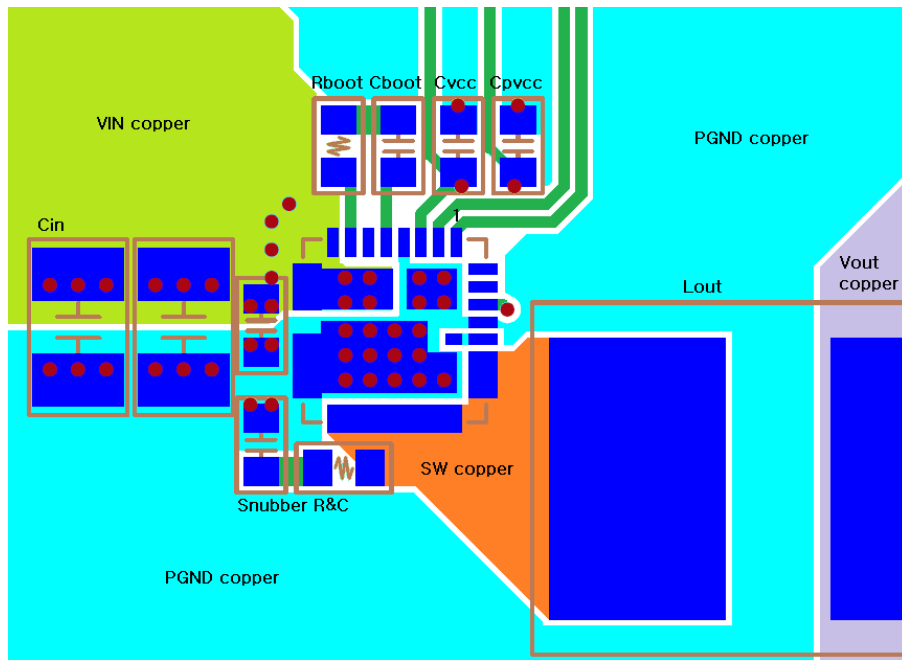 Rboot Cboot Cvcc Cpvcc
VIN copper
PGND copper
1
Cin
Vout
copper
Lout
SW copper
Snubber R&C
PGND copper